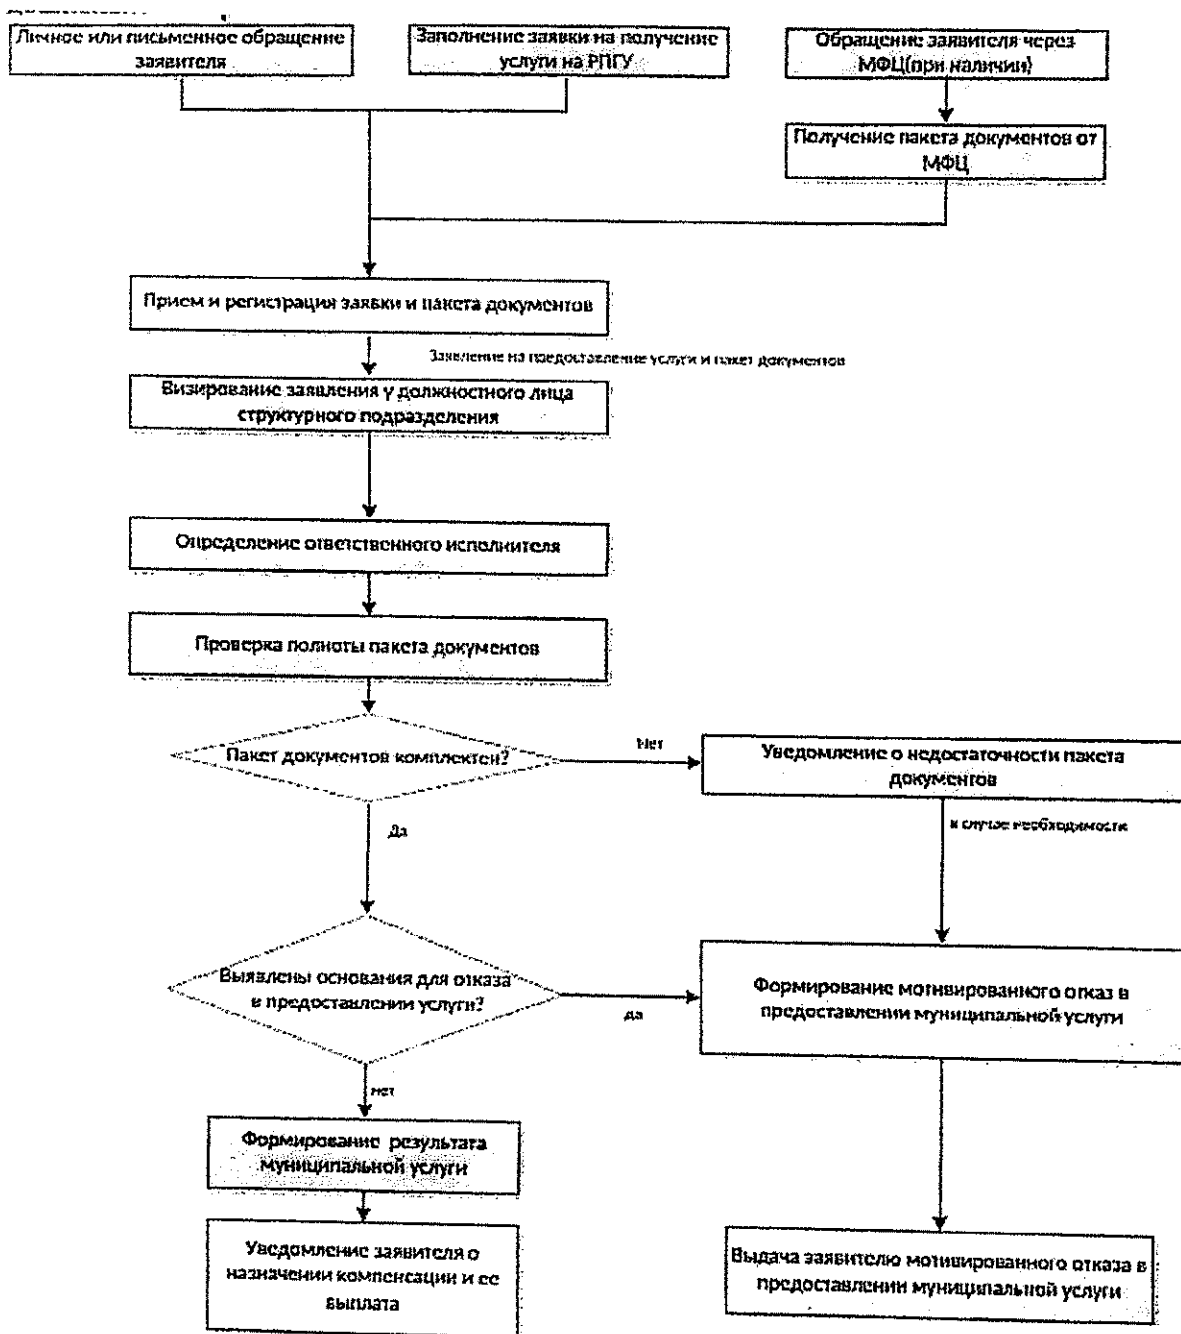 Личное или письменное обращение
заявителя
Заполнение заявки на получение
услуги на РПГУ
Обращение заявителя через
МФЦ(при наличии)
Получение пакета документов от
МФЦ
Прием и регистрация заявки и пакета документов
Заявление на предоставление услуги и пакет документов
Визирование заявления у должностного лица
структурного подразделения
Определение ответственного исполнителя
Проверка полноты пакета документов
Пакет документов комплектен?
Нет
Уведомление о недостаточности пакета
документов
Да
в случае необходимости
Выявлены основания для отказа
в предоставлении услуги?
да
Формирование мотивированного отказ в
предоставлении муниципальной услуги
нет
Формирование результата
муниципальной услуги
Уведомление заявителя о
назначении компенсации и ее
выплата
Выдача заявителю мотивированного отказа в
предоставлении муниципальной услуги